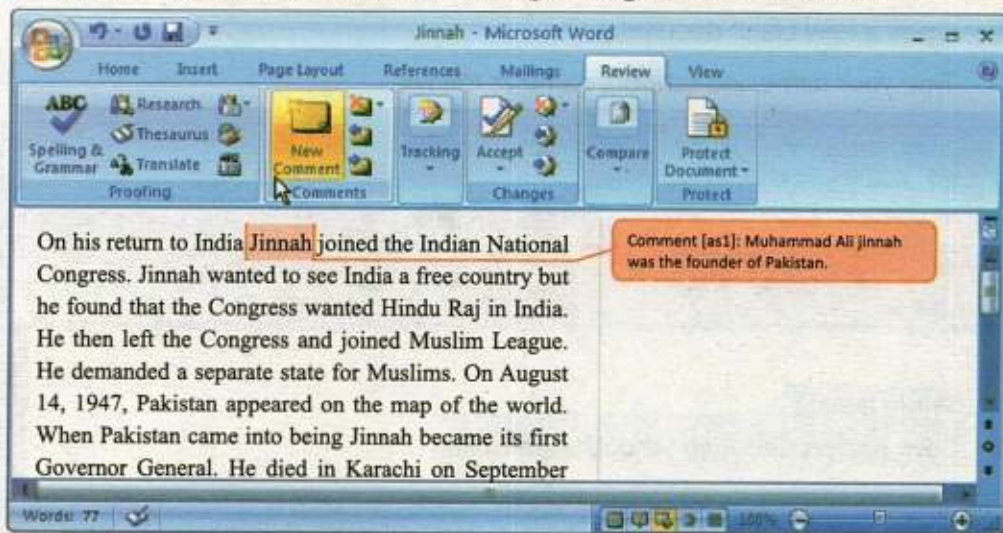 Jinnah - Microsoft Word
Home Insert Page Layout References Mailings Review View
ABC
Spelling & Grammar
Research
Thesaurus
Translate
Proofing
New Comment
Comments
Tracking
Accept
Changes
Compare
Protect Document
Protect
On his return to India Jinnah joined the Indian National
Congress. Jinnah wanted to see India a free country but
he found that the Congress wanted Hindu Raj in India.
He then left the Congress and joined Muslim League.
He demanded a separate state for Muslims. On August
14, 1947, Pakistan appeared on the map of the world.
When Pakistan came into being Jinnah became its first
Governor General. He died in Karachi on September
Comment [as1]: Muhammad Ali jinnah
was the founder of Pakistan.
Words: 77
100%